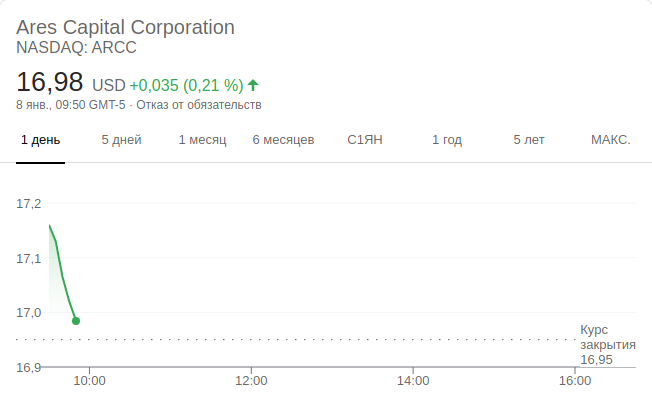 Ares Capital Corporation
NASDAQ: ARCC
16,98 USD +0,035 (0,21 %)
8 янв., 09:50 GMT-5 · Отказ от обязательств
1 день 5 дней 1 месяц 6 месяцев С1ЯН 1 год 5 лет МАКС.
17,2
17,1
17,0
Курс
закрытия
16,95
16,9
10:00 12:00 14:00 16:00